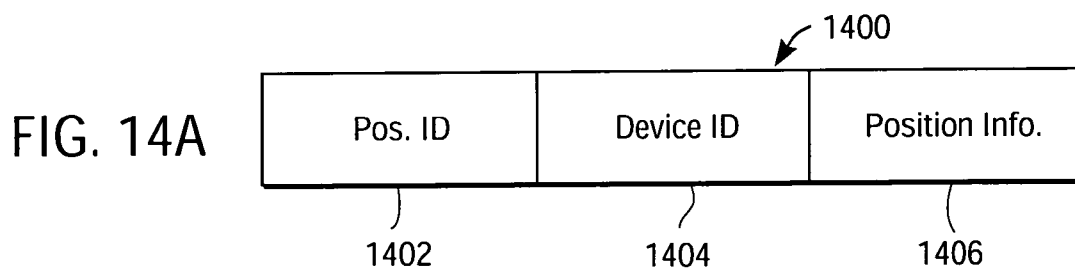 1400
FIG. 14A
Pos. ID
Device ID
Position Info.
1402
1404
1406